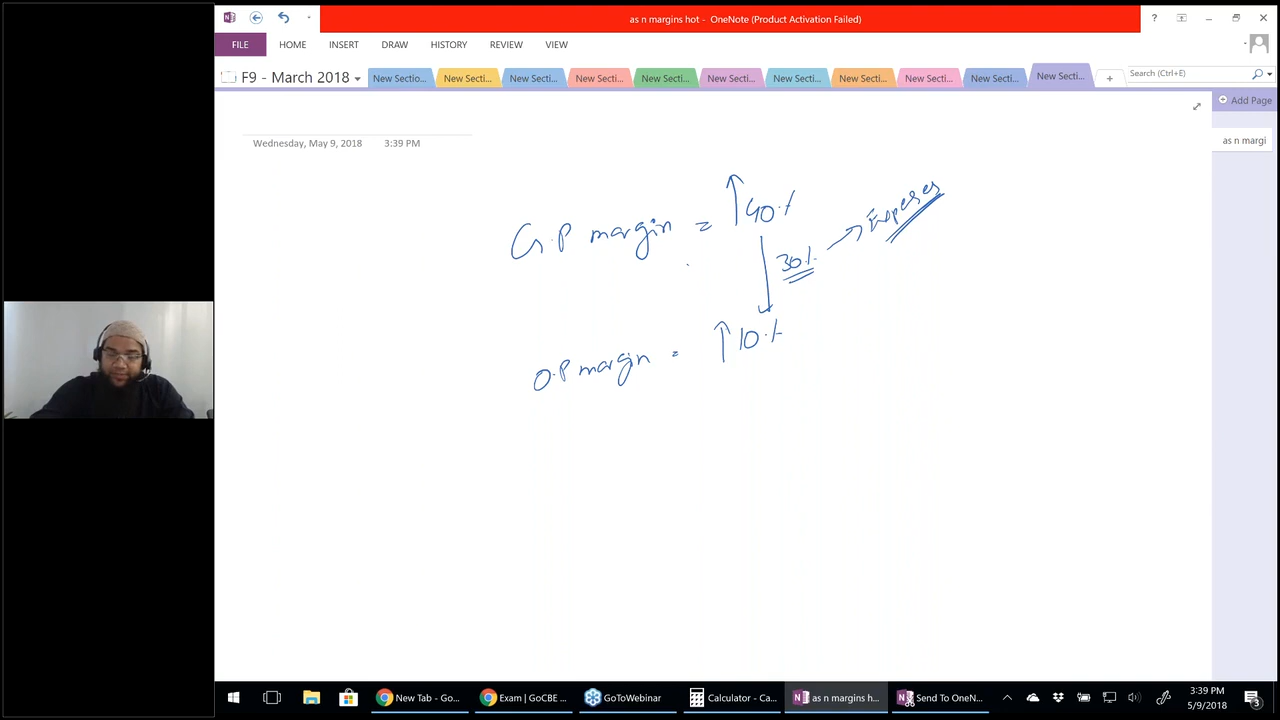 as n margins hot - OneNote (Product Activation Failed)
FILE HOME INSERT DRAW HISTORY REVIEW VIEW
F9 - March 2018 New Sectio... New Secti... New Secti... New Secti... New Secti... New Secti... New Secti... New Secti... New Secti... New Secti... New Secti... Search (Ctrl+E)
Add Page
as n margi
Wednesday, May 9, 2018 3:39 PM
G.P margin = ↑ 40%
30% → Expeses
O.P margin = ↑ 10%
New Tab - Go... Exam | GoCBE ... GoToWebinar Calculator - Ca... as n margins h... Send To OneN... 3:39 PM
5/9/2018 3